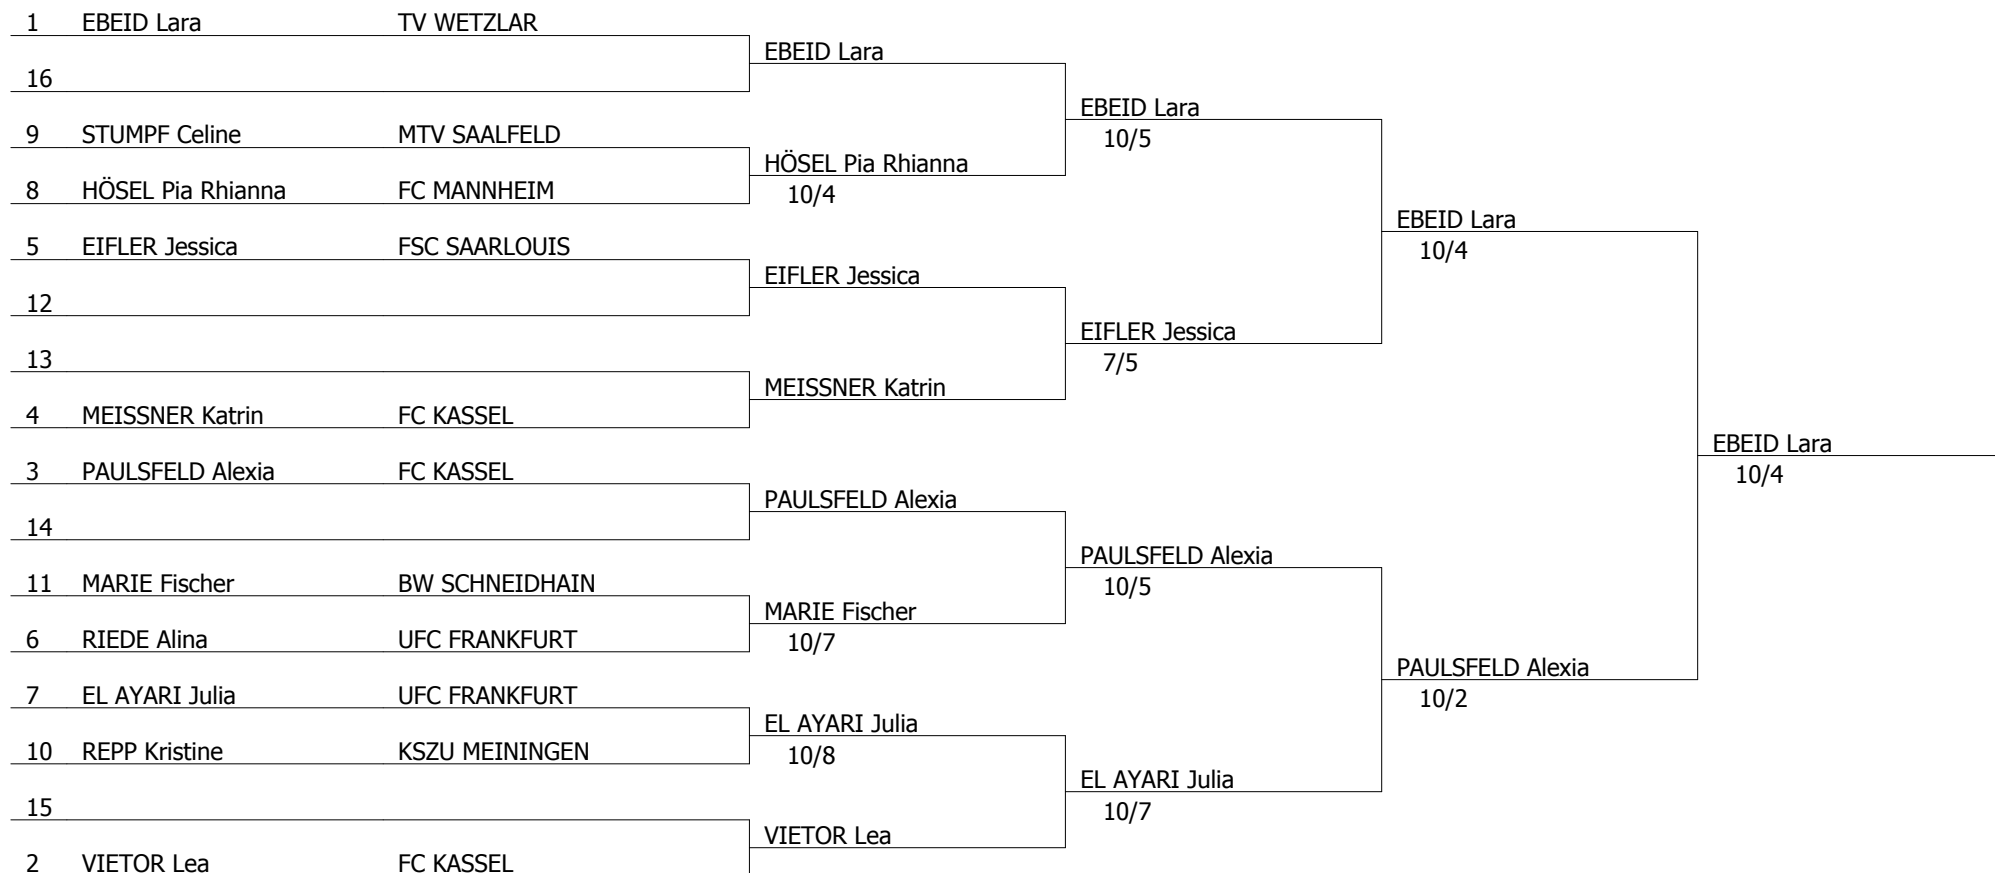 1 EBEID Lara TV WETZLAR
EBEID Lara
16
EBEID Lara
9 STUMPF Celine MTV SAALFELD
10/5
HÖSEL Pia Rhianna
8 HÖSEL Pia Rhianna FC MANNHEIM
10/4
EBEID Lara
5 EIFLER Jessica FSC SAARLOUIS
10/4
EIFLER Jessica
12
EIFLER Jessica
13
7/5
MEISSNER Katrin
4 MEISSNER Katrin FC KASSEL
EBEID Lara
3 PAULSFELD Alexia FC KASSEL
10/4
PAULSFELD Alexia
14
PAULSFELD Alexia
11 MARIE Fischer BW SCHNEIDHAIN
10/5
MARIE Fischer
6 RIEDE Alina UFC FRANKFURT
10/7
PAULSFELD Alexia
7 EL AYARI Julia UFC FRANKFURT
10/2
EL AYARI Julia
10 REPP Kristine KSZU MEININGEN
10/8
EL AYARI Julia
15
10/7
VIETOR Lea
2 VIETOR Lea FC KASSEL